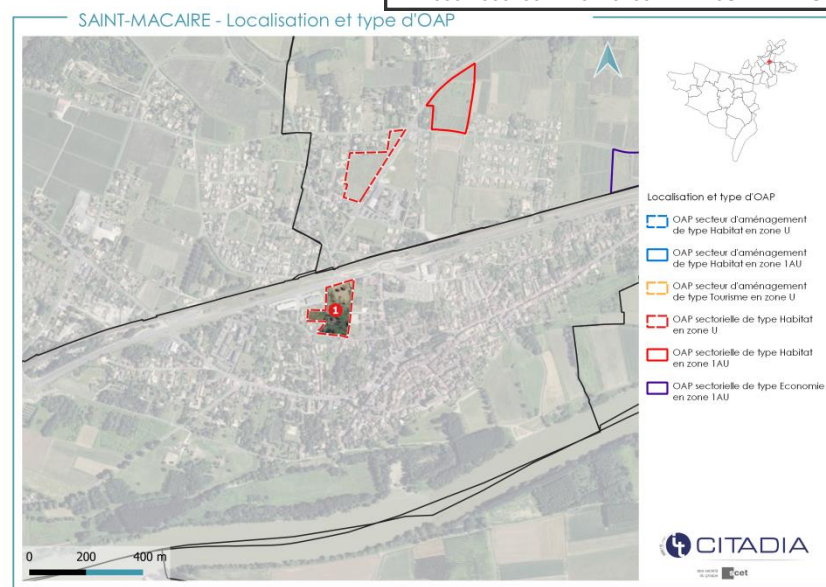 SAINT-MACAIRE - Localisation et type d'OAP
1
Localisation et type d'OAP
OAP secteur d'aménagement
de type Habitat en zone U
OAP secteur d'aménagement
de type Habitat en zone 1AU
OAP secteur d'aménagement
de type Tourisme en zone U
OAP sectorielle de type Habitat
en zone U
OAP sectorielle de type Habitat
en zone 1AU
OAP sectorielle de type Economie
en zone 1AU
0 200 400 m
CITADIA
scet